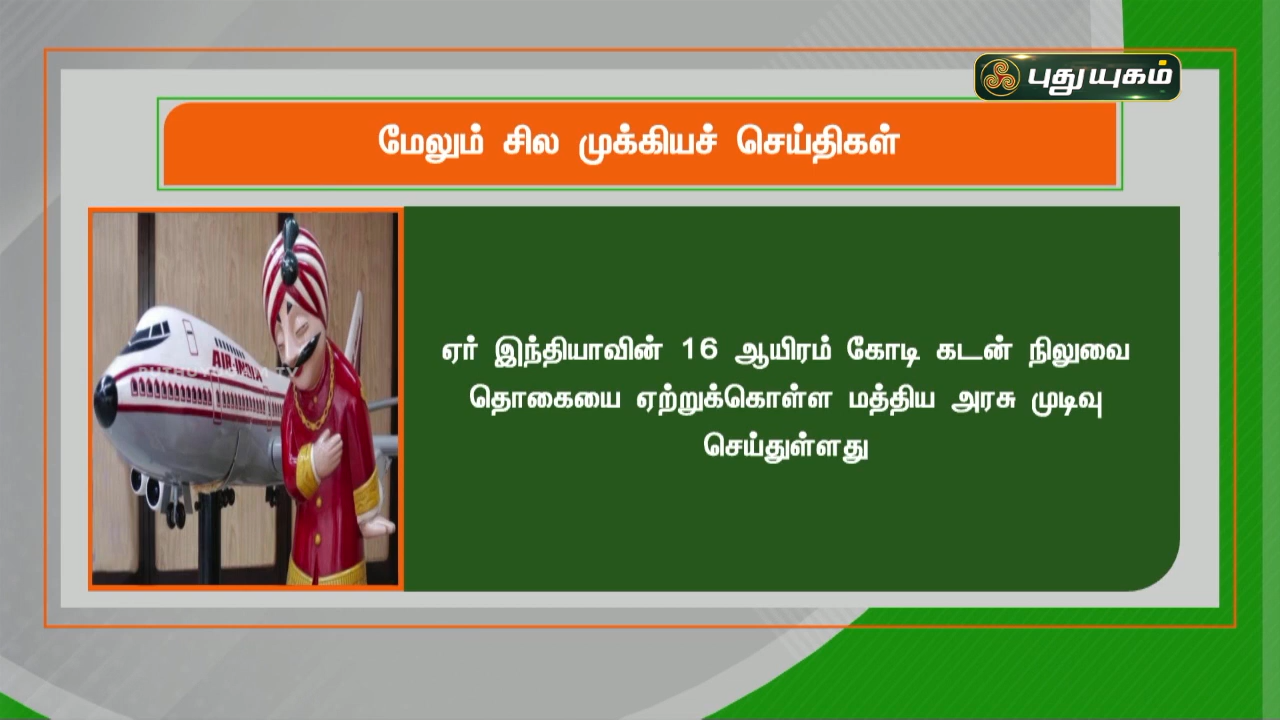 புதுயுகம்
மேலும் சில முக்கியச் செய்திகள்
AIR-INDIA
ஏர் இந்தியாவின் 16 ஆயிரம் கோடி கடன் நிலுவை
தொகையை ஏற்றுக்கொள்ள மத்திய அரசு முடிவு
செய்துள்ளது